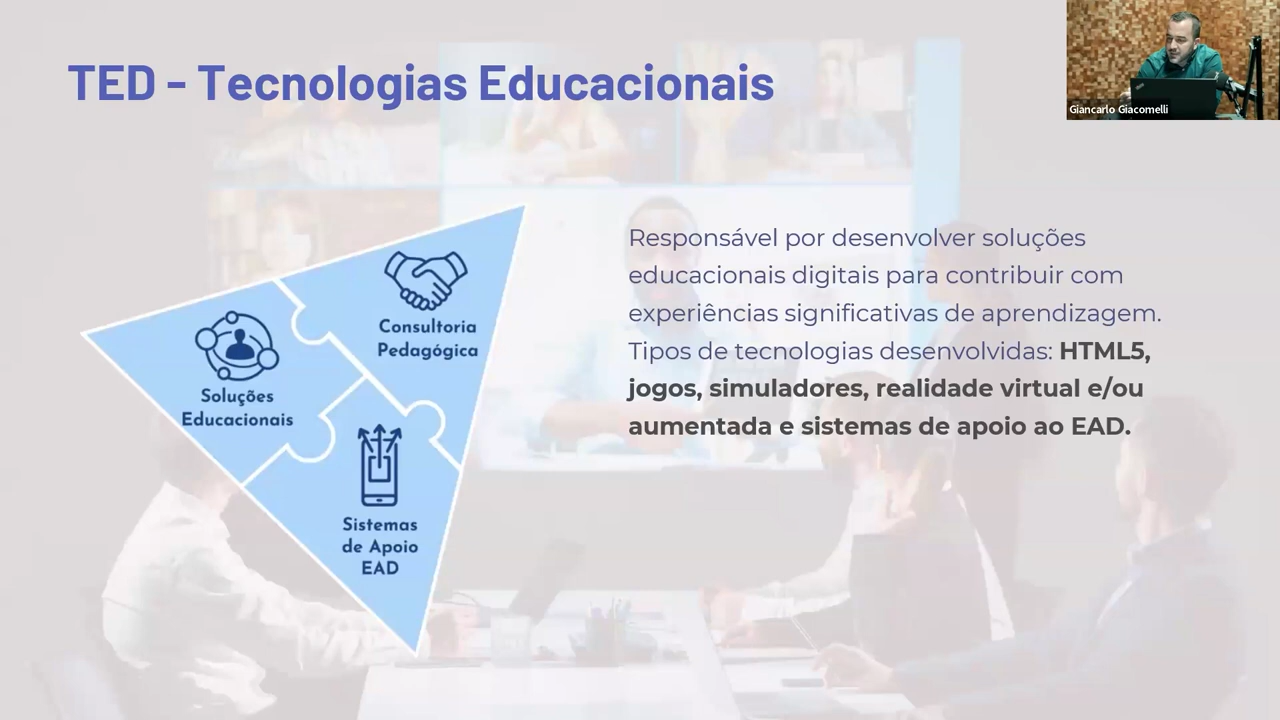 TED - Tecnologias Educacionais
Giancarlo Giacomelli
Consultoria
Pedagógica
Soluções
Educacionais
Sistemas
de Apoio
EAD
Responsável por desenvolver soluções
educacionais digitais para contribuir com
experiências significativas de aprendizagem.
Tipos de tecnologias desenvolvidas: HTML5,
jogos, simuladores, realidade virtual e/ou
aumentada e sistemas de apoio ao EAD.